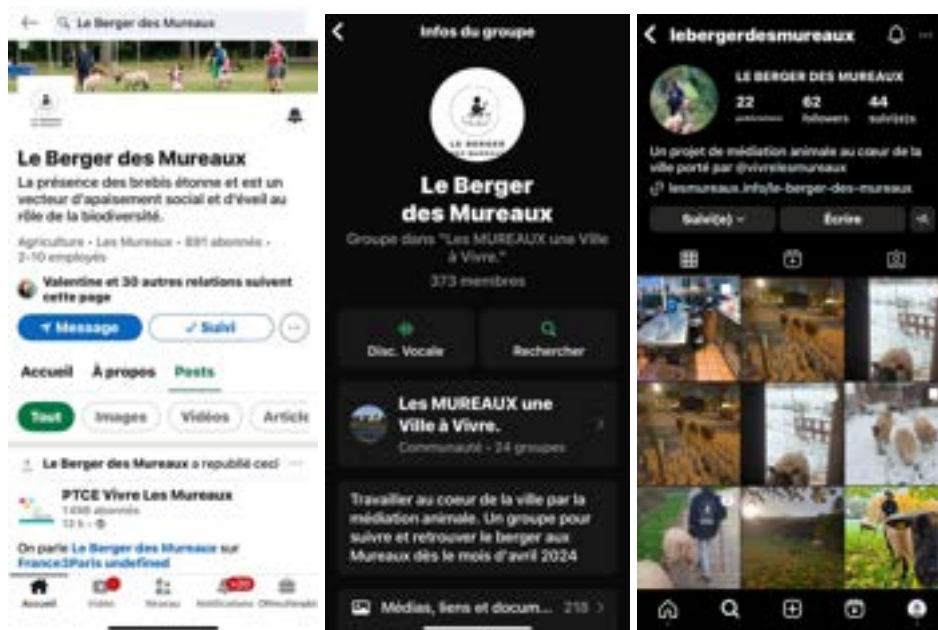 Le Berger des Mureaux
Le Berger des Mureaux
La présence des brebis étonne et est un
vecteur d'apaisement social et d'éveil au
rôle de la biodiversité.
Agriculture • Les Mureaux • 891 abonnés •
2-10 employés
Valentine et 30 autres relations suivent
cette page
Message
Suivi
Accueil
À propos
Posts
Tout
Images
Vidéos
Article
Le Berger des Mureaux a republié ceci
PTCE Vivre Les Mureaux
abonnés
On parle Le Berger des Mureaux sur
France3Paris undefined
Accueil
Vidéo
Réseau
Notifications
Infos du groupe
LE BERGER
DES MUREAUX
Le Berger
des Mureaux
Groupe dans "Les MUREAUX une Ville
à Vivre."
373 membres
Disc. Vocale
Rechercher
Les MUREAUX une
Ville à Vivre.
Communauté • 24 groupes
Travailler au coeur de la ville par la
médiation animale. Un groupe pour
suivre et retrouver le berger aux
Mureaux dès le mois d'avril 2024
Médias, liens et docum... 218
lebergerdesmureaux
LE BERGER DES MUREAUX
22 62 44
publications followers suivi(e)s
Un projet de médiation animale au cœur de la
ville porté par @vivrelesmureaux
lesmureaux.info/le-berger-des-mureaux
Suivi(e)
Écrire